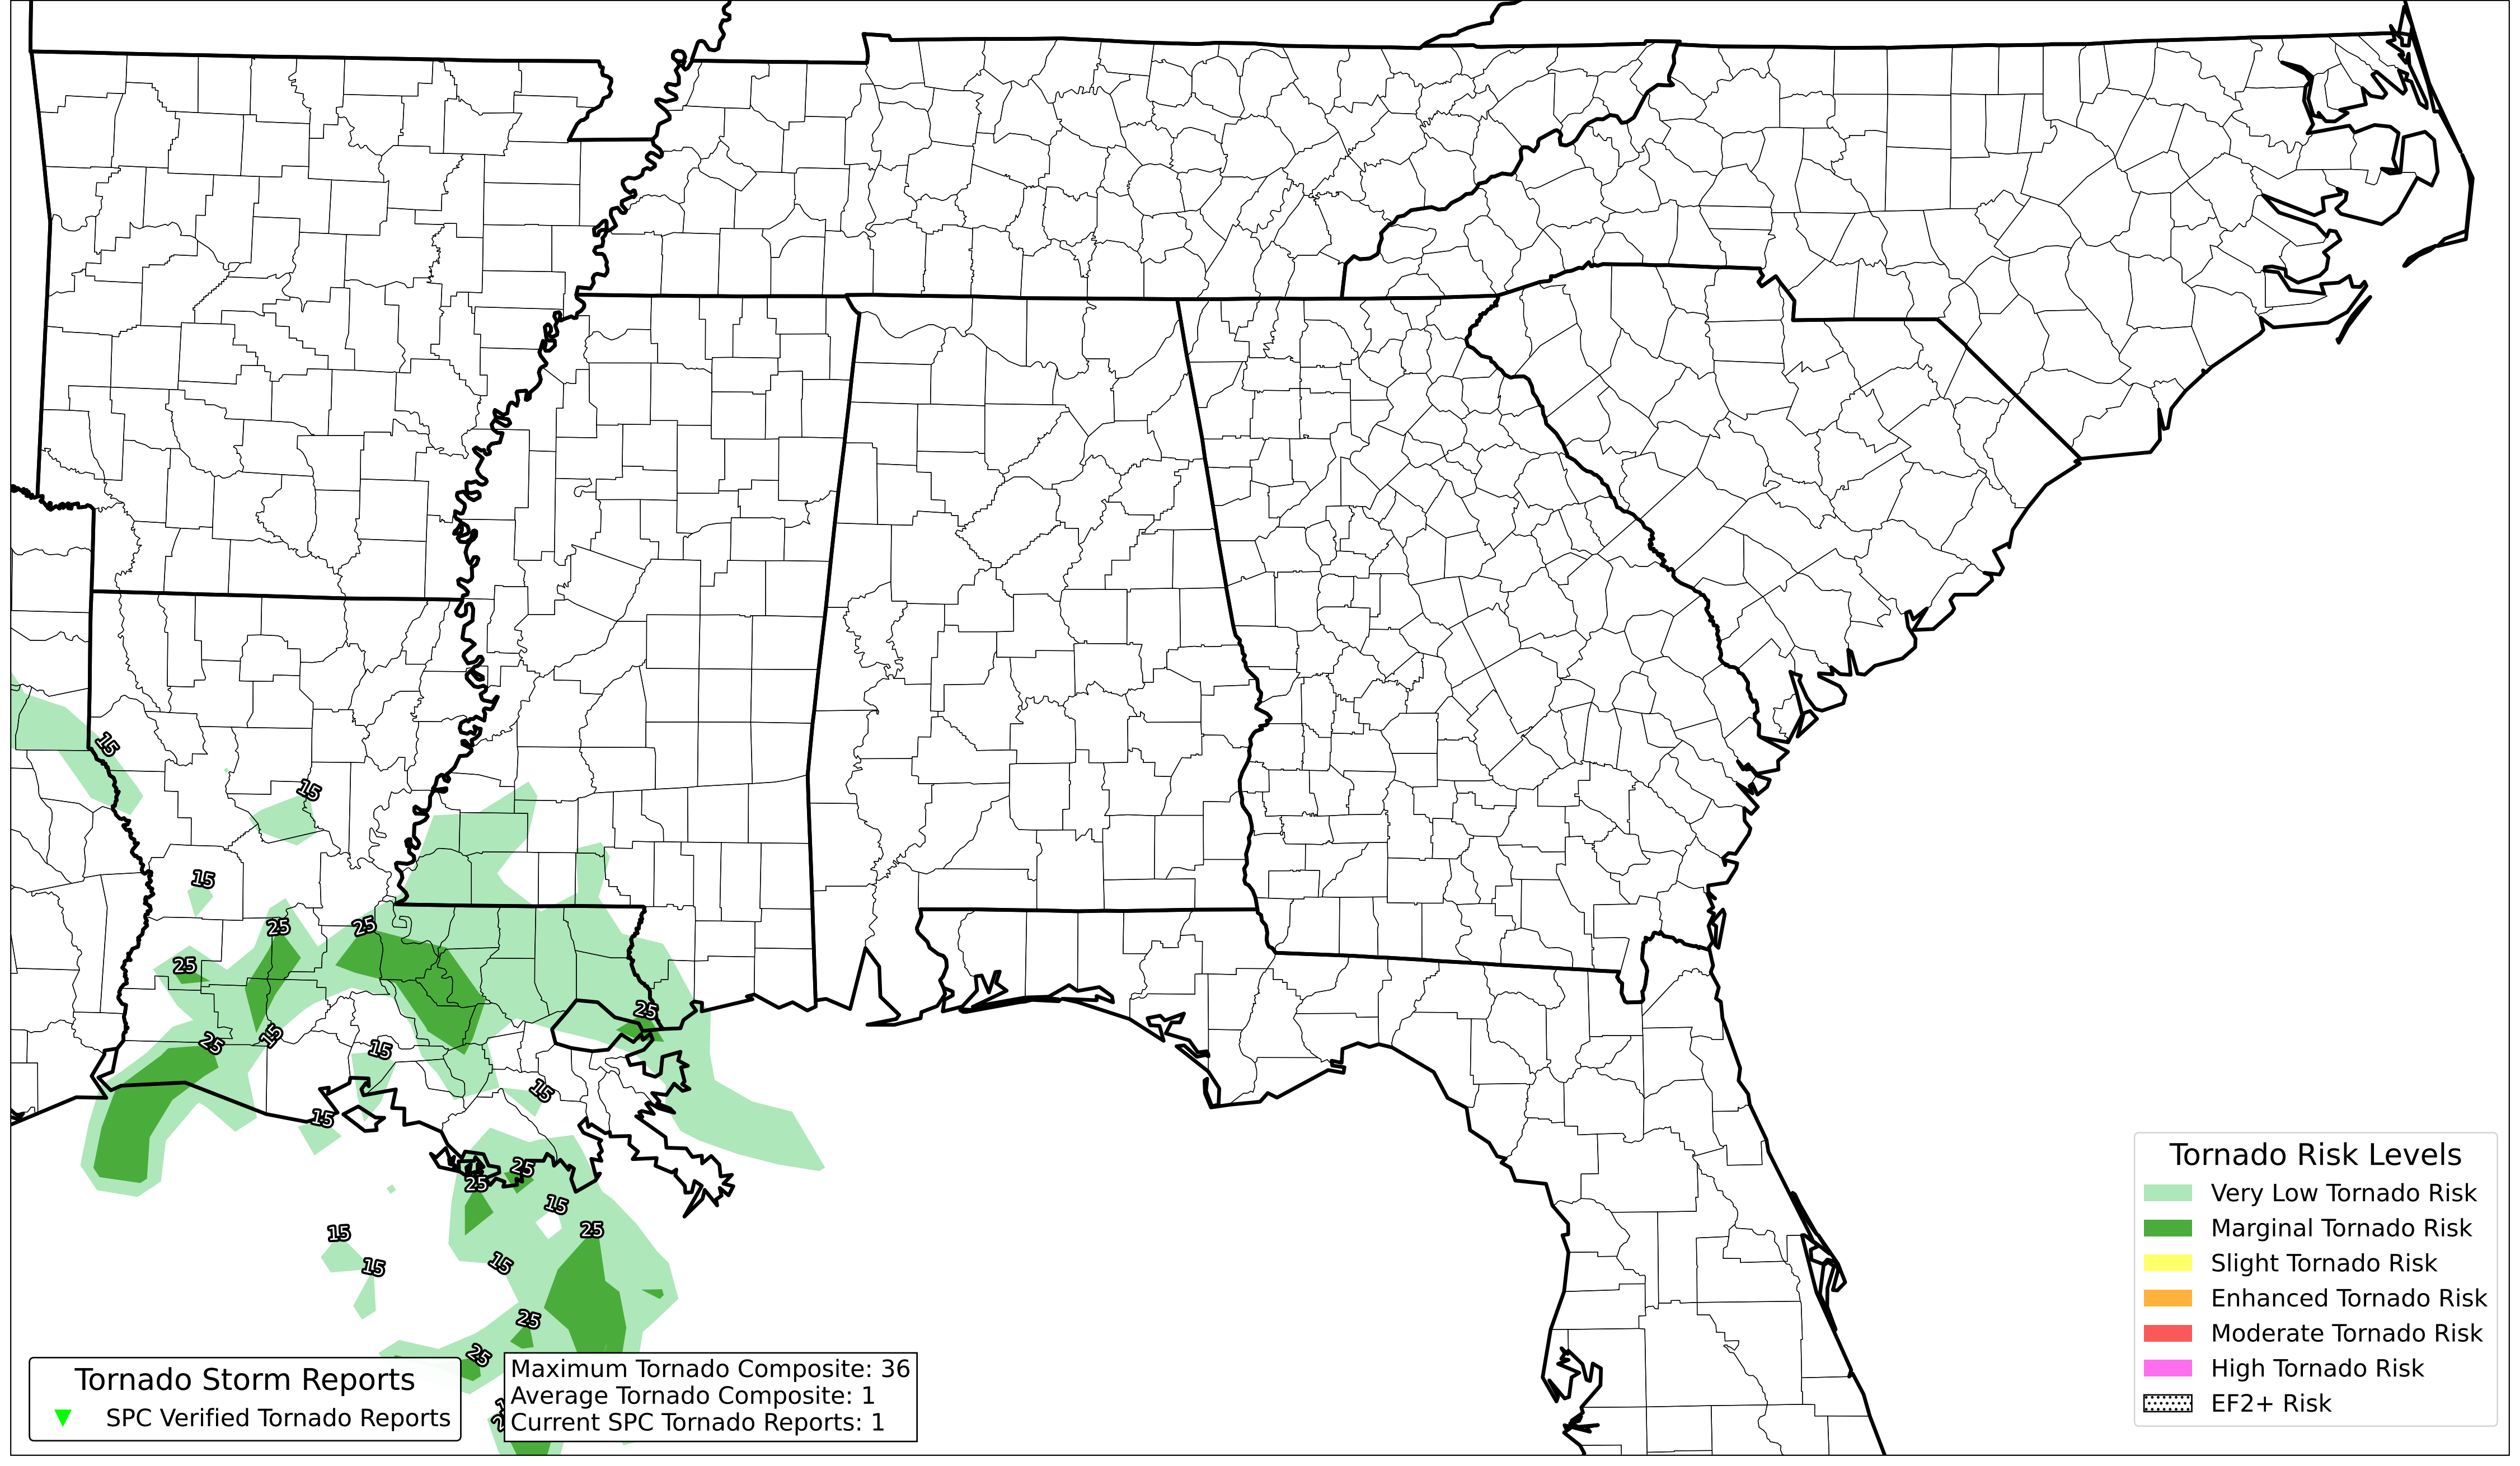 15
15
15
25
25
25
25
25
15
15
15
15
25
25
15
15
25
15
15
25
25
Tornado Storm Reports
SPC Verified Tornado Reports
Maximum Tornado Composite: 36
Average Tornado Composite: 1
Current SPC Tornado Reports: 1
Tornado Risk Levels
Very Low Tornado Risk
Marginal Tornado Risk
Slight Tornado Risk
Enhanced Tornado Risk
Moderate Tornado Risk
High Tornado Risk
EF2+ Risk